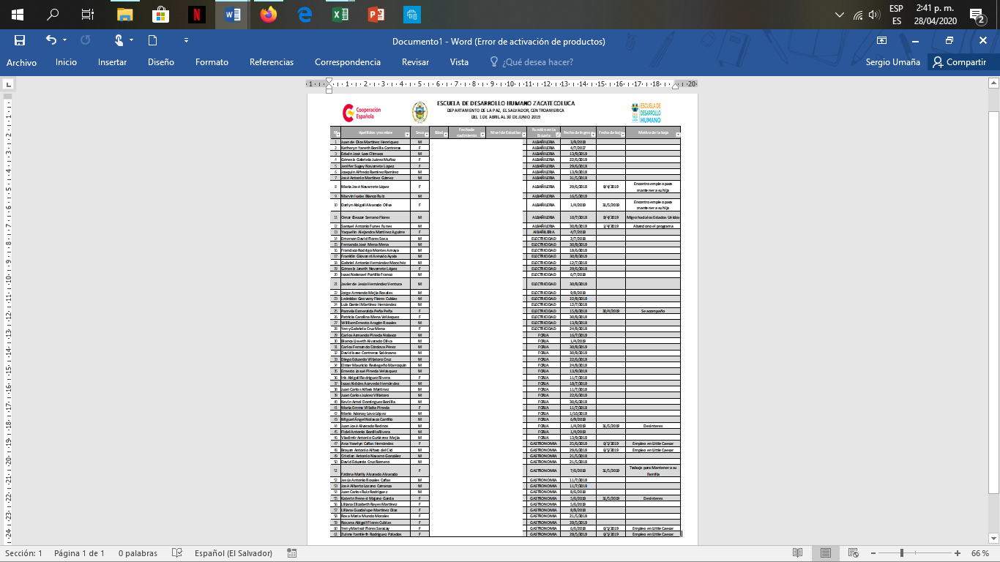 ESP
2:41 p. m.
ES
28/04/2020
2
Documento1 - Word (Error de activación de productos)
Archivo Inicio Insertar Diseño Formato Referencias Correspondencia Revisar Vista ¿Qué desea hacer? Sergio Umaña Compartir
Cooperación Española
ESCUELA DE DESARROLLO HUMANO ZACATECOLUCA
DEPARTAMENTO DE LA PAZ, EL SALVADOR, CENTROAMERICA
DEL 1 DE ABRIL AL 30 DE JUNIO 2019
ESCUELA DE DESARROLLO HUMANO
Apellidos y nombre Sexo Edad Fecha de nacimiento Nivel de Estudios Función en la Escuela Fecha de ingreso Fecha de baja Motivo de la baja
1 Juan de Dios Martínez Henríquez M ALBAÑILERIA 3/9/2018
2 Katheryn Yaneth Bonilla Contreras F ALBAÑILERIA 4/7/2017
3 Edwin José Lara Climaco M ALBAÑILERIA 13/9/2018
4 Génesis Gabriela Juárez Muñoz F ALBAÑILERIA 22/6/2018
5 Jenifer Sugey Navarrete Lopez F ALBAÑILERIA 29/6/2018
6 Joaquin Alfredo Ramirez Ramirez M ALBAÑILERIA 13/9/2018
7 José Antonio Martínez Gámez M ALBAÑILERIA 31/5/2018
8 María José Navarrete López F ALBAÑILERIA 29/6/2018 8/4/2019 Encontro empleo para mantener a su hija
9 Marvin Isaías Blanco Ruiz M ALBAÑILERIA 16/5/2018
10 Darlyn Abigail Alvarado Oliva F ALBAÑILERIA 1/4/2019 31/5/2019 Encontro empleo para mantener a su hija
11 Omar Eleazar Serrano Flores M ALBAÑILERIA 10/7/2018 8/4/2019 Migro hacia los Estados Unidos
12 Samuel Antonio Funes Funes M ALBAÑILERIA 30/8/2018 1/4/2019 Abandono el programa
13 Yaquelin Alejandra Martínez Aguirre F ALBAÑILERIA 4/7/2018
14 Emerson David Flores Sosa M ELECTRICIDAD 2/7/2018
15 Fernando José Mena Mena M ELECTRICIDAD 30/8/2018
16 Francisco Rodrigo Montes Amaya M ELECTRICIDAD 18/6/2018
17 Franklin Giovanni Arévalo Ayala M ELECTRICIDAD 30/8/2018
18 Gabriel Antonio Hernández Monchéz M ELECTRICIDAD 12/7/2018
19 Génesis Janeth Navarrete López F ELECTRICIDAD 29/6/2018
20 Isaac Natanael Portillo Franco M ELECTRICIDAD 6/7/2018
21 Javier de Jesús Hernández Ventura M ELECTRICIDAD 30/8/2018
22 Jorge Armando Mejía Rosales M ELECTRICIDAD 9/8/2018
23 Leónidas Geovany Flores Cubías M ELECTRICIDAD 22/8/2018
24 Luis Daniel Martínez Hernández M ELECTRICIDAD 12/7/2018
25 Pamela Esmeralda Peña Peña F ELECTRICIDAD 15/8/2018 30/4/2019 Se acompaño
26 Patricia Carolina Mena Velásquez F ELECTRICIDAD 30/8/2018
27 William Ernesto Aragón Rosales M ELECTRICIDAD 13/8/2018
28 Yeny Gabriela Cruz Mena F ELECTRICIDAD 24/8/2018
29 Carlos Armando Pineda Nolasco M FORJA 16/7/2018
30 Blanca Lisveth Alvarado Oliva M FORJA 1/4/2019
31 Carlos Fernando Córdova Pérez M FORJA 30/8/2018
32 David Isaac Contreras Solórzano M FORJA 30/8/2018
33 Diego Eduardo Villatoro Cruz M FORJA 22/6/2018
34 Elmer Mauricio Realegeño Marroquin M FORJA 24/8/2018
35 Ernesto Josué Pineda Velásquez M FORJA 13/9/2018
36 Iris Abigail Rodríguez Rivera F FORJA 11/7/2018
37 Isaac Alcides Acevedo Hernández M FORJA 18/7/2018
38 Juan Carlos Alfaro Martínez M FORJA 11/7/2018
39 Juan Carlos Juárez Villatoro M FORJA 22/6/2018
40 Kevin Arnol Domínguez Bonilla M FORJA 30/6/2018
41 María Emma Villalta Pineda F FORJA 11/7/2018
42 Mario Adonay Lovo López M FORJA 1/10/2018
43 Miguel Ángel Nolasco Carrillo M FORJA 6/9/2018
44 Juan José Alvarado Redños M FORJA 1/4/2019 31/5/2019 Desinteres
45 Fidel Antonio Bonilla Rivera M FORJA 1/4/2019
46 Vladimir Antonio Gutiérrez Mejía M FORJA 13/9/2018
47 Ana Yoselyn Cañas Hernández F GASTRONOMIA 25/6/2018 6/5/2019 Empleo en Little Caesar
48 Brayan Antonio Alfaro del Cid M GASTRONOMIA 29/6/2018 6/5/2019 Empleo en Little Caesar
49 Cristian Antonio Navarro González M GASTRONOMIA 21/5/2018
50 David Eduardo Cruz Romero M GASTRONOMIA 21/5/2018
51 Fátima Marlly Alvarado Alvarado F GASTRONOMIA 7/6/2018 31/5/2019 Trabajo para Mantener a su Familia
52 Jesús Antonio Rosales Cañas M GASTRONOMIA 11/7/2018
53 José Alberto Lozano Carranza M GASTRONOMIA 11/7/2018
54 Juan Carlos Ruiz Rodríguez M GASTRONOMIA 8/6/2018
55 Katerin Irene el Majano García F GASTRONOMIA 5/6/2018 31/5/2019 Desinteres
56 Liliana Elizabeth Reyes Martínez F GASTRONOMIA 5/6/2018
57 Liliana Guadalupe Martínez Díaz F GASTRONOMIA 8/8/2018
58 Rosa María Mundo Morales F GASTRONOMIA 21/5/2018
59 Roxana Abigail Flores Cubías F GASTRONOMIA 28/5/2018
60 Yeny Marisol Flores Saracay F GASTRONOMIA 6/6/2018 6/5/2019 Empleo en Little Caesar
61 Zulma Yamileth Rodríguez Palados F GASTRONOMIA 28/5/2018 6/5/2019 Empleo en Little Caesar
Sección: 1 Página 1 de 1 0 palabras Español (El Salvador) 66 %